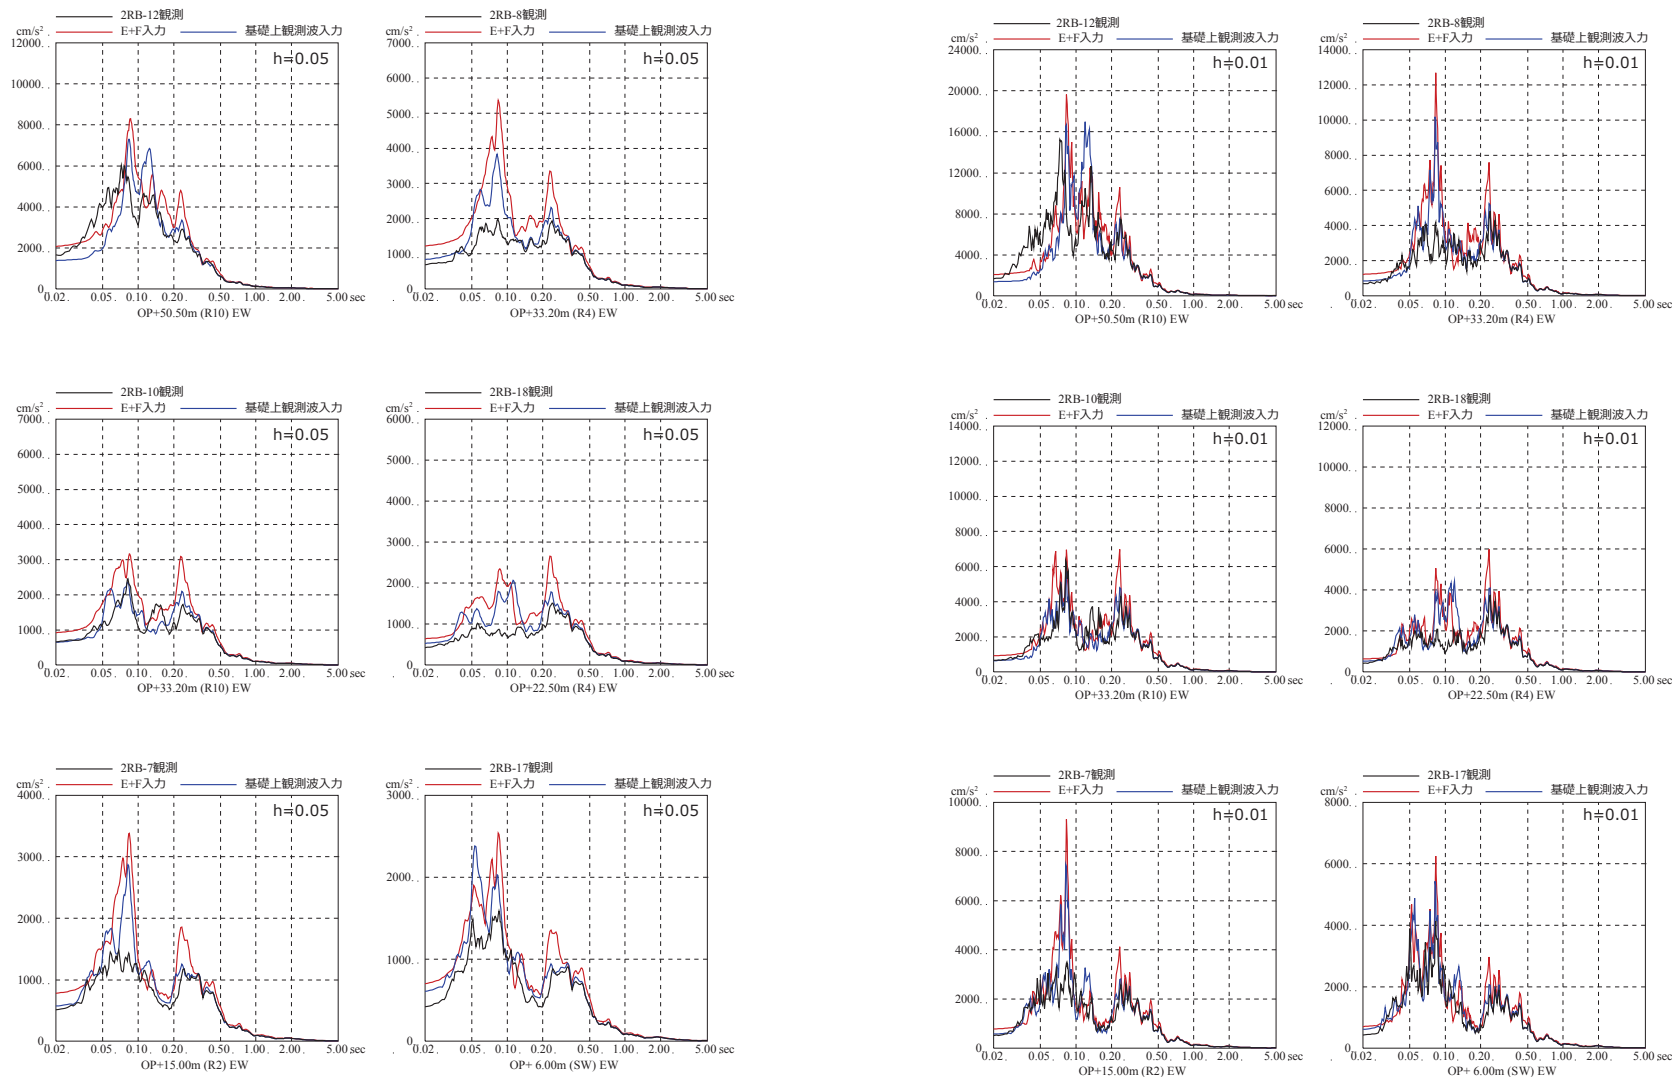 2RB-12観測
cm/s² E+F入力 基礎上観測波入力
12000.
h=0.05
10000.
8000.
6000.
4000.
2000.
0.
0.02. 0.05. 0.10. 0.20. 0.50. 1.00. 2.00. 5.00 sec
OP+50.50m (R10) EW
2RB-8観測
cm/s² E+F入力 基礎上観測波入力
7000.
h=0.05
6000.
5000.
4000.
3000.
2000.
1000.
0.
0.02. 0.05. 0.10. 0.20. 0.50. 1.00. 2.00. 5.00 sec
OP+33.20m (R4) EW
2RB-12観測
cm/s² E+F入力 基礎上観測波入力
24000.
h=0.01
20000.
16000.
12000.
8000.
4000.
0.
0.02. 0.05. 0.10. 0.20. 0.50. 1.00. 2.00. 5.00 sec
OP+50.50m (R10) EW
2RB-8観測
cm/s² E+F入力 基礎上観測波入力
14000.
h=0.01
12000.
10000.
8000.
6000.
4000.
2000.
0.
0.02. 0.05. 0.10. 0.20. 0.50. 1.00. 2.00. 5.00 sec
OP+33.20m (R4) EW
2RB-10観測
cm/s² E+F入力 基礎上観測波入力
7000.
h=0.05
6000.
5000.
4000.
3000.
2000.
1000.
0.
0.02. 0.05. 0.10. 0.20. 0.50. 1.00. 2.00. 5.00 sec
OP+33.20m (R10) EW
2RB-18観測
cm/s² E+F入力 基礎上観測波入力
6000.
h=0.05
5000.
4000.
3000.
2000.
1000.
0.
0.02. 0.05. 0.10. 0.20. 0.50. 1.00. 2.00. 5.00 sec
OP+22.50m (R4) EW
2RB-10観測
cm/s² E+F入力 基礎上観測波入力
14000.
h=0.01
12000.
10000.
8000.
6000.
4000.
2000.
0.
0.02. 0.05. 0.10. 0.20. 0.50. 1.00. 2.00. 5.00 sec
OP+33.20m (R10) EW
2RB-18観測
cm/s² E+F入力 基礎上観測波入力
12000.
h=0.01
10000.
8000.
6000.
4000.
2000.
0.
0.02. 0.05. 0.10. 0.20. 0.50. 1.00. 2.00. 5.00 sec
OP+22.50m (R4) EW
2RB-7観測
cm/s² E+F入力 基礎上観測波入力
4000.
h=0.05
3000.
2000.
1000.
0.
0.02. 0.05. 0.10. 0.20. 0.50. 1.00. 2.00. 5.00 sec
OP+15.00m (R2) EW
2RB-17観測
cm/s² E+F入力 基礎上観測波入力
3000.
h=0.05
2000.
1000.
0.
0.02. 0.05. 0.10. 0.20. 0.50. 1.00. 2.00. 5.00 sec
OP+ 6.00m (SW) EW
2RB-7観測
cm/s² E+F入力 基礎上観測波入力
10000.
h=0.01
8000.
6000.
4000.
2000.
0.
0.02. 0.05. 0.10. 0.20. 0.50. 1.00. 2.00. 5.00 sec
OP+15.00m (R2) EW
2RB-17観測
cm/s² E+F入力 基礎上観測波入力
8000.
h=0.01
6000.
4000.
2000.
0.
0.02. 0.05. 0.10. 0.20. 0.50. 1.00. 2.00. 5.00 sec
OP+ 6.00m (SW) EW